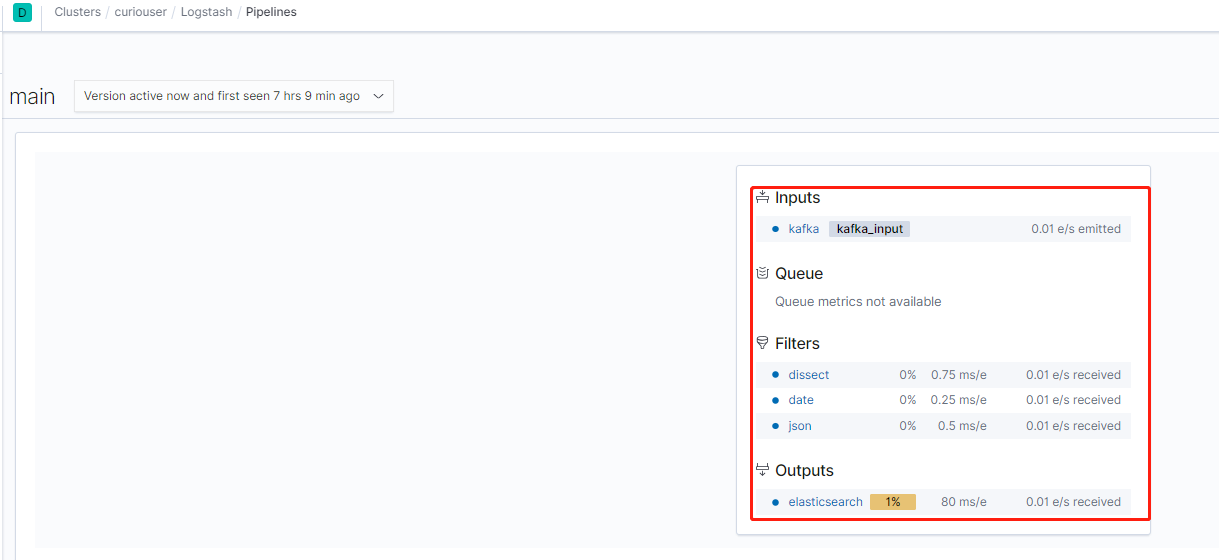 D Clusters / curiouser / Logstash / Pipelines
main Version active now and first seen 7 hrs 9 min ago
Inputs
kafka kafka_input 0.01 e/s emitted
Queue
Queue metrics not available
Filters
dissect 0% 0.75 ms/e 0.01 e/s received
date 0% 0.25 ms/e 0.01 e/s received
json 0% 0.5 ms/e 0.01 e/s received
Outputs
elasticsearch 1% 80 ms/e 0.01 e/s received